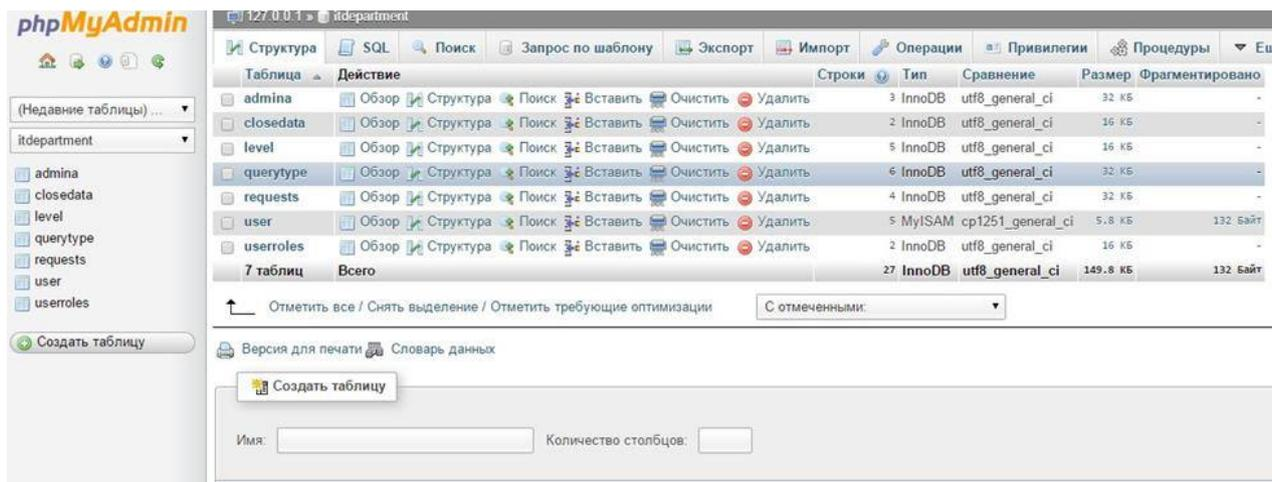 phpMyAdmin
(Недавние таблицы) ...
itdepartment
admina
closedata
level
querytype
requests
user
userroles
Создать таблицу
127.0.0.1 » itdepartment
Структура SQL Поиск Запрос по шаблону Экспорт Импорт Операции Привилегии Процедуры
Таблица Действие Строки Тип Сравнение Размер Фрагментировано
admina Обзор Структура Поиск Вставить Очистить Удалить 3 InnoDB utf8_general_ci 32 КБ -
closedata Обзор Структура Поиск Вставить Очистить Удалить 2 InnoDB utf8_general_ci 16 КБ -
level Обзор Структура Поиск Вставить Очистить Удалить 5 InnoDB utf8_general_ci 16 КБ -
querytype Обзор Структура Поиск Вставить Очистить Удалить 6 InnoDB utf8_general_ci 32 КБ -
requests Обзор Структура Поиск Вставить Очистить Удалить 4 InnoDB utf8_general_ci 32 КБ -
user Обзор Структура Поиск Вставить Очистить Удалить 5 MyISAM cp1251_general_ci 5.8 КБ 132 Байт
userroles Обзор Структура Поиск Вставить Очистить Удалить 2 InnoDB utf8_general_ci 16 КБ -
7 таблиц Всего 27 InnoDB utf8_general_ci 149.8 КБ 132 Байт
Отметить все / Снять выделение / Отметить требующие оптимизации С отмеченными:
Версия для печати Словарь данных
Создать таблицу
Имя: Количество столбцов: